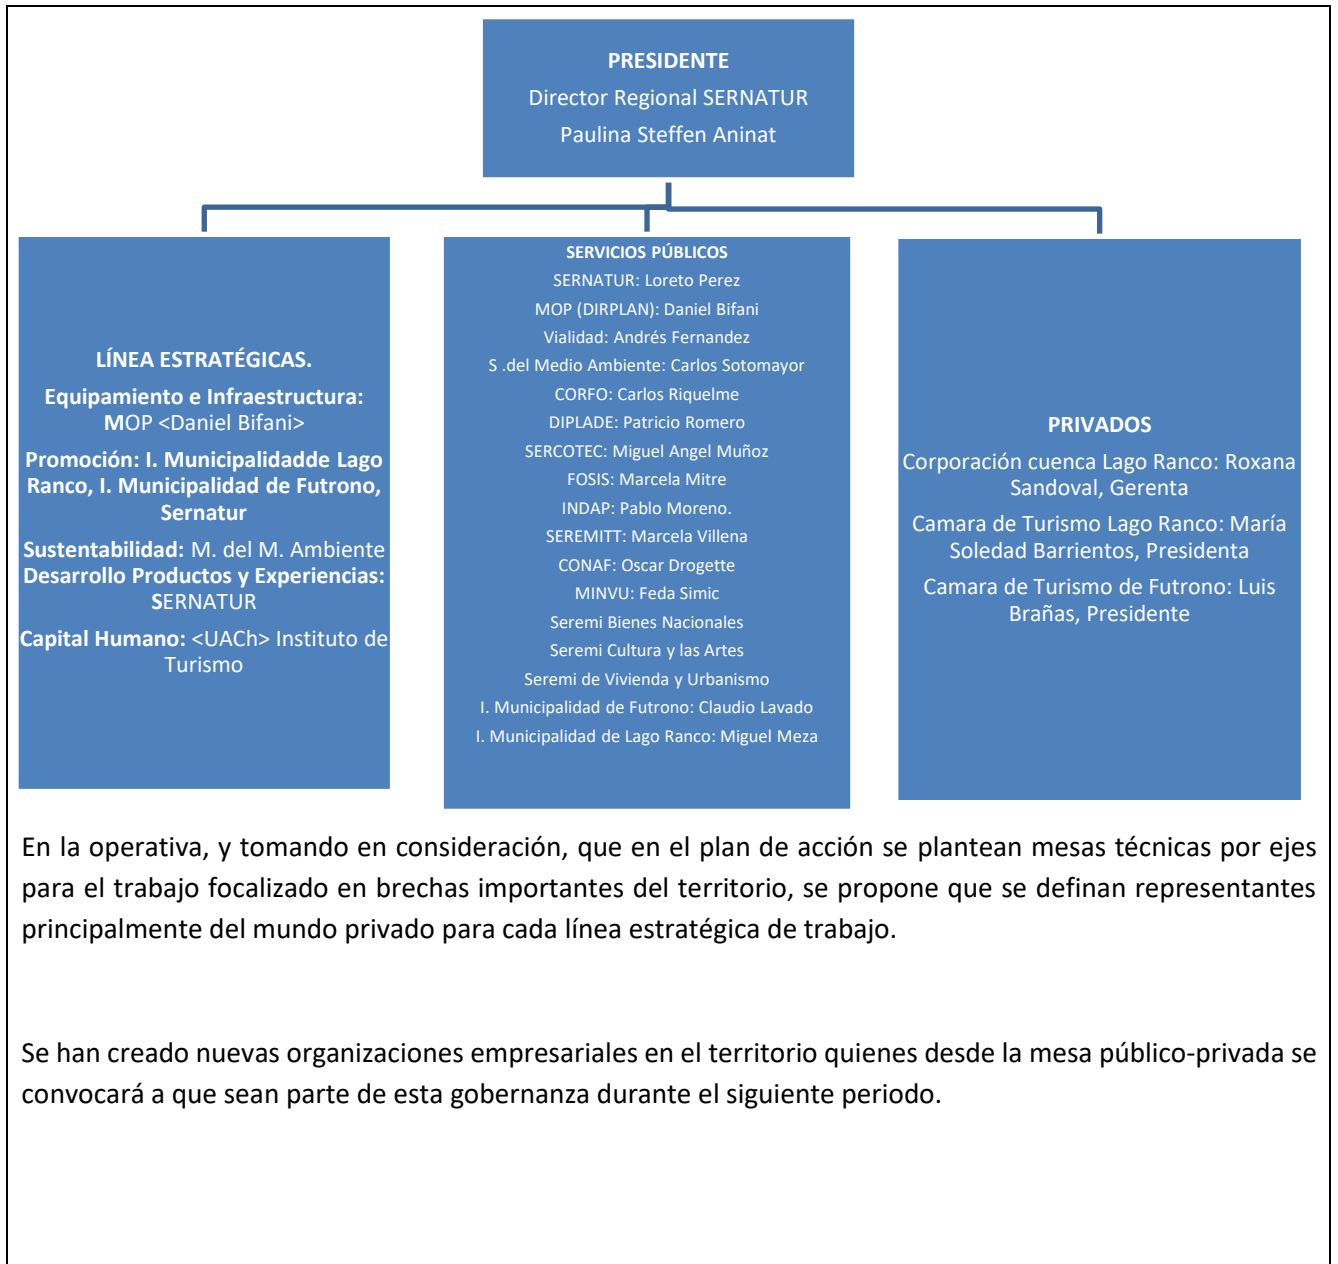 PRESIDENTE
Director Regional SERNATUR
Paulina Steffen Aninat
LÍNEA ESTRATÉGICAS.
Equipamiento e Infraestructura:
MOP <Daniel Bifani>
Promoción: I. Municipalidadde Lago
Ranco, I. Municipalidad de Futrono,
Sernatur
Sustentabilidad: M. del M. Ambiente
Desarrollo Productos y Experiencias:
SERNATUR
Capital Humano: <UACh> Instituto de
Turismo
SERVICIOS PÚBLICOS
SERNATUR: Loreto Perez
MOP (DIRPLAN): Daniel Bifani
Vialidad: Andrés Fernandez
S .del Medio Ambiente: Carlos Sotomayor
CORFO: Carlos Riquelme
DIPLADE: Patricio Romero
SERCOTEC: Miguel Angel Muñoz
FOSIS: Marcela Mitre
INDAP: Pablo Moreno.
SEREMITT: Marcela Villena
CONAF: Oscar Drogette
MINVU: Feda Simic
Seremi Bienes Nacionales
Seremi Cultura y las Artes
Seremi de Vivienda y Urbanismo
I. Municipalidad de Futrono: Claudio Lavado
I. Municipalidad de Lago Ranco: Miguel Meza
PRIVADOS
Corporación cuenca Lago Ranco: Roxana
Sandoval, Gerenta
Camara de Turismo Lago Ranco: María
Soledad Barrientos, Presidenta
Camara de Turismo de Futrono: Luis
Brañas, Presidente
En la operativa, y tomando en consideración, que en el plan de acción se plantean mesas técnicas por ejes
para el trabajo focalizado en brechas importantes del territorio, se propone que se definan representantes
principalmente del mundo privado para cada línea estratégica de trabajo.
Se han creado nuevas organizaciones empresariales en el territorio quienes desde la mesa público-privada se
convocará a que sean parte de esta gobernanza durante el siguiente periodo.